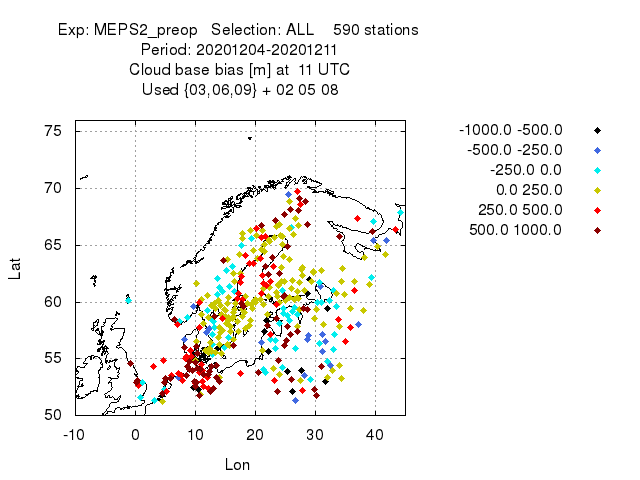 Exp: MEPS2_preop   Selection: ALL    590 stations
Period: 20201204-20201211
Cloud base bias [m] at  11 UTC
Used {03,06,09} + 02 05 08
-1000.0 -500.0
-500.0 -250.0
-250.0 0.0
0.0 250.0
250.0 500.0
500.0 1000.0
75
70
65
60
55
50
Lat
-10 0 10 20 30 40
Lon